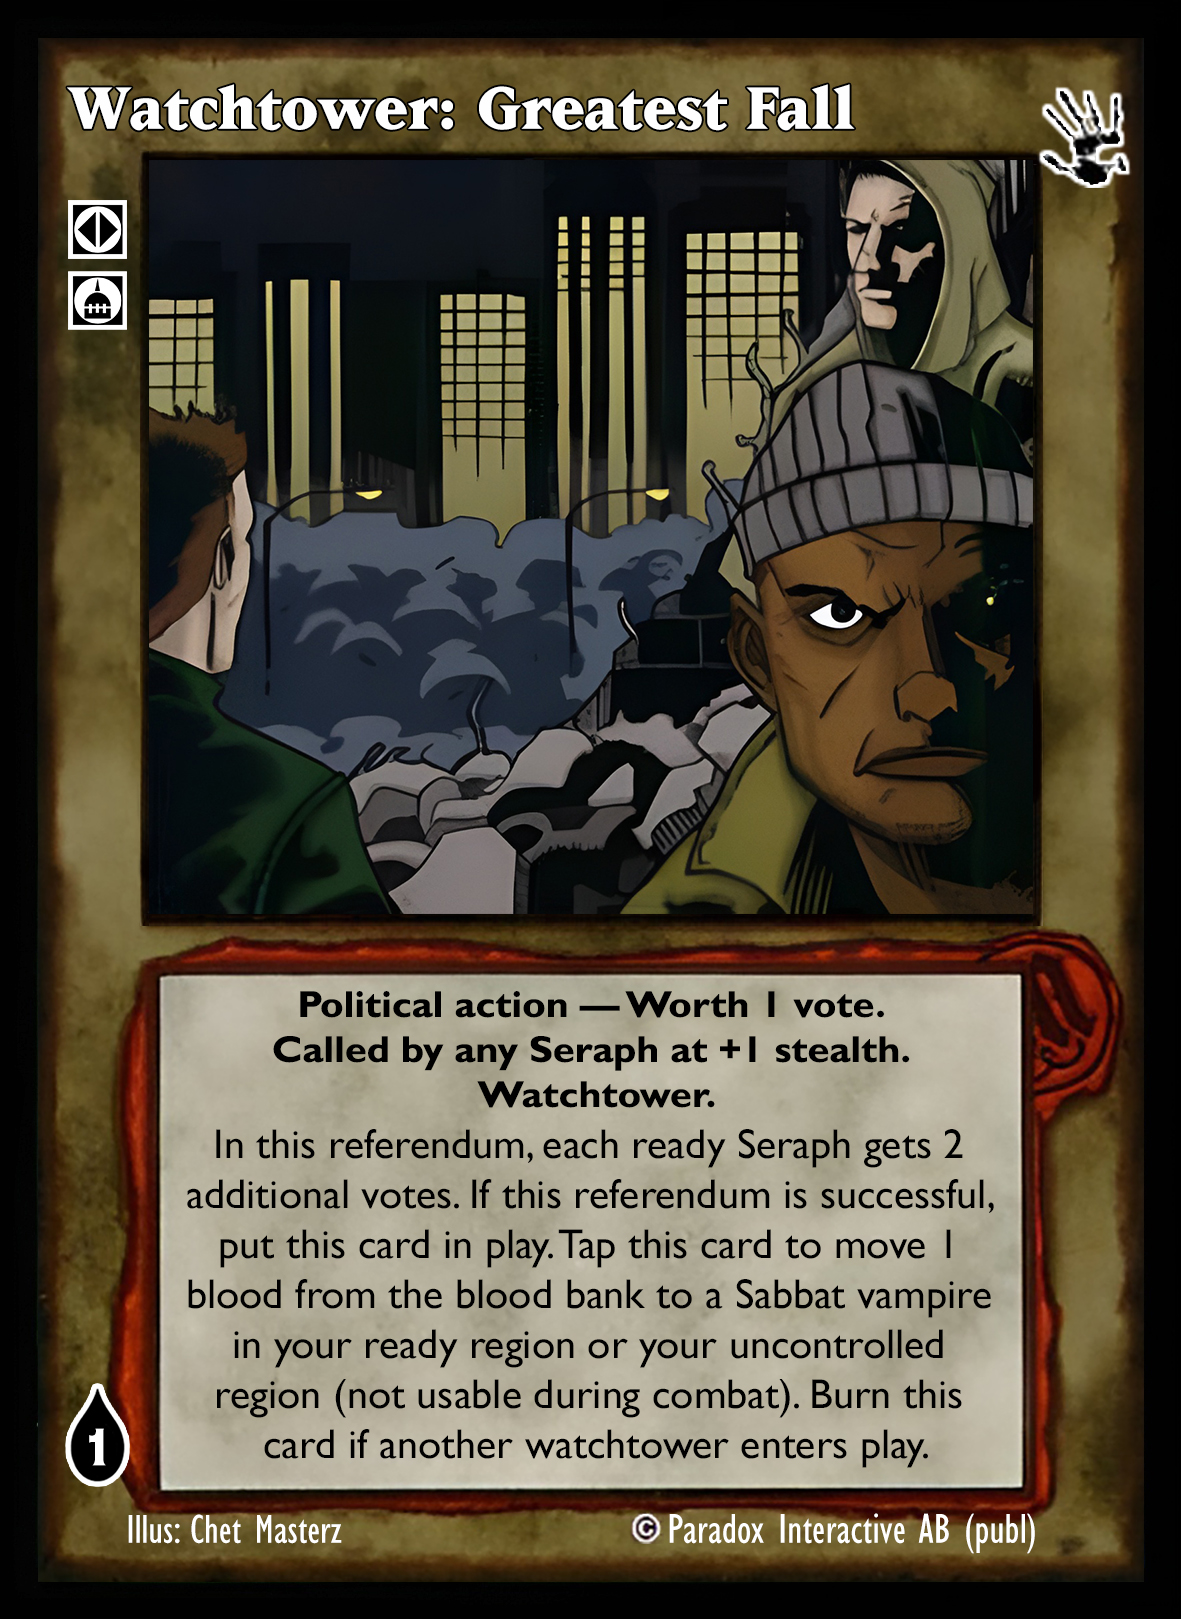 Watchtower: Greatest Fall
Political action — Worth 1 vote.
Called by any Seraph at +1 stealth.
Watchtower.
In this referendum, each ready Seraph gets 2
additional votes. If this referendum is successful,
put this card in play. Tap this card to move 1
blood from the blood bank to a Sabbat vampire
in your ready region or your uncontrolled
region (not usable during combat). Burn this
card if another watchtower enters play.
1
Illus: Chet Masterz
© Paradox Interactive AB (publ)